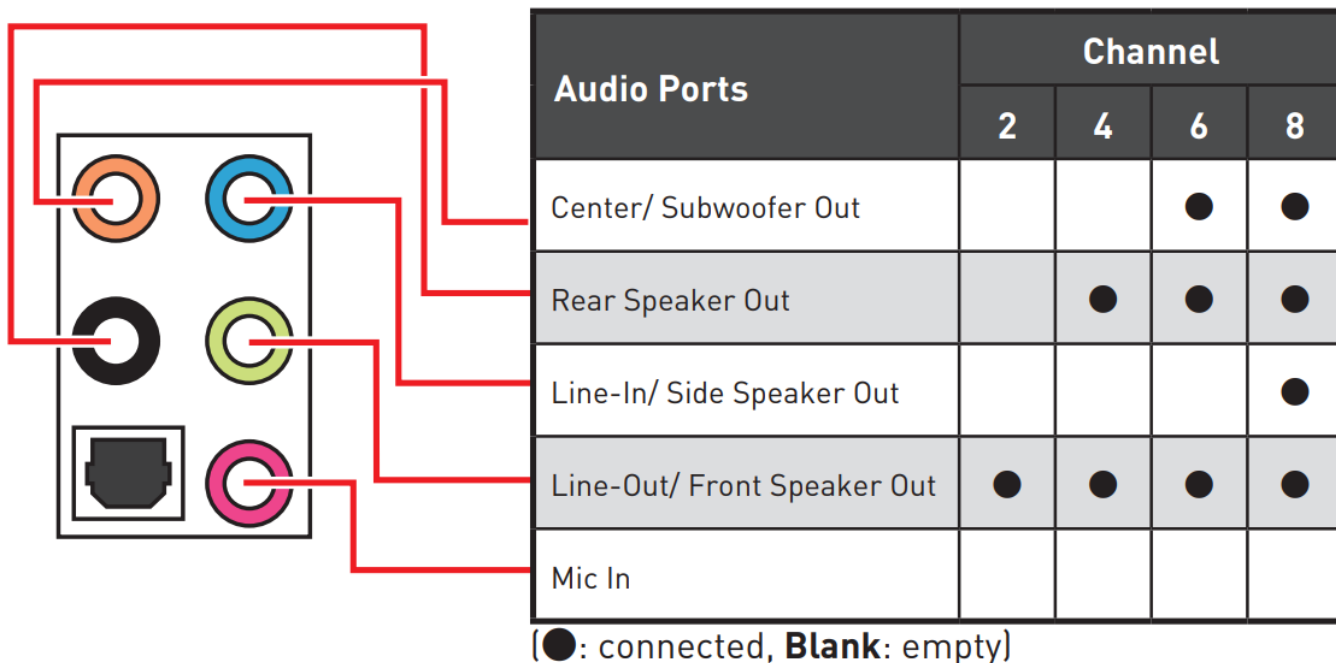 Audio Ports
Channel
2 4 6 8
Center/ Subwoofer Out ● ●
Rear Speaker Out ● ● ●
Line-In/ Side Speaker Out ●
Line-Out/ Front Speaker Out ● ● ● ●
Mic In
(●: connected, Blank: empty)